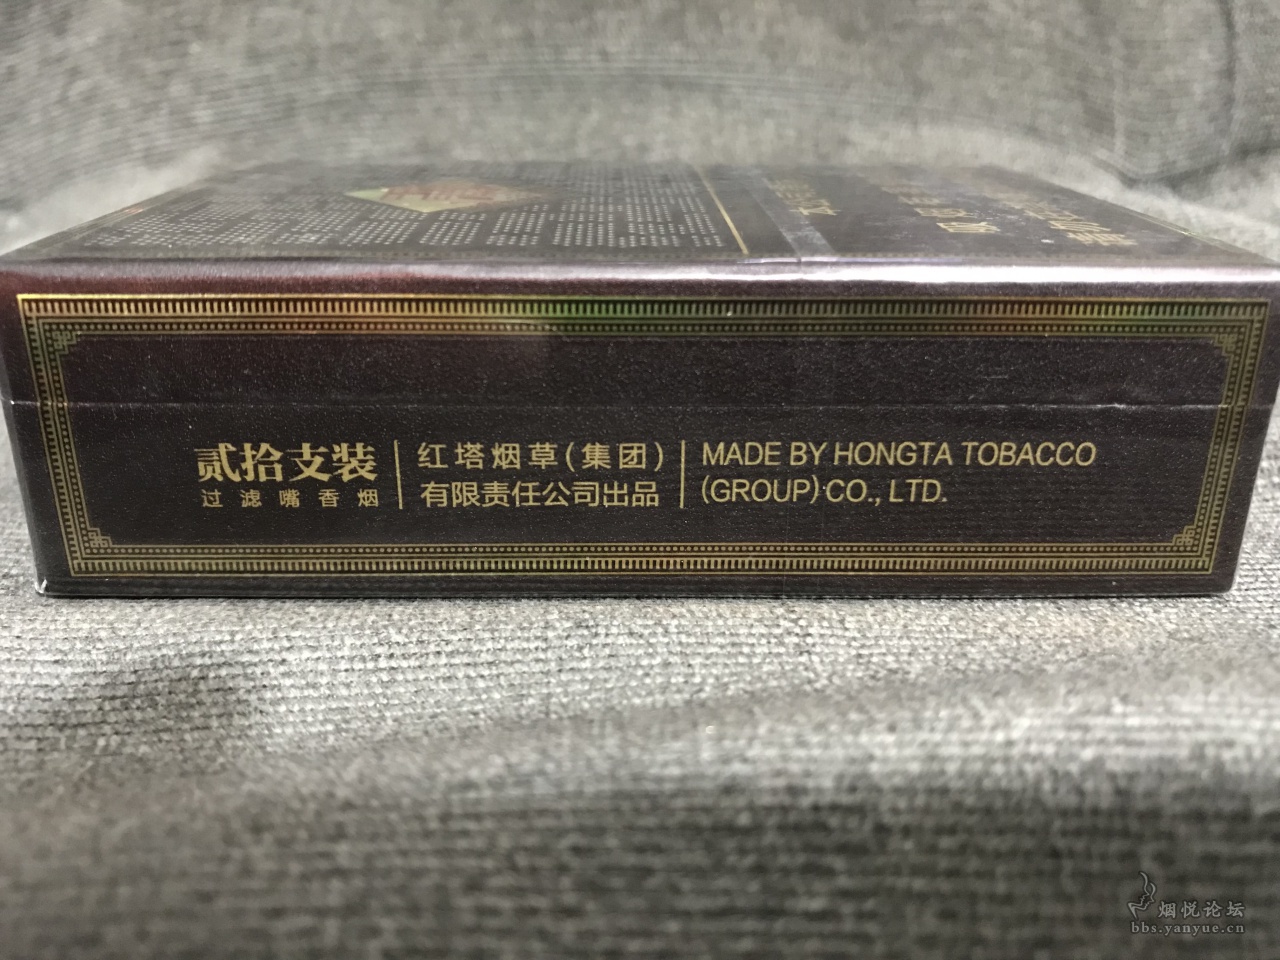 贰拾支装
过滤嘴香烟
红塔烟草(集团)
有限责任公司出品
MADE BY HONGTA TOBACCO
(GROUP) CO., LTD.
烟悦论坛
bbs.yanyue.cn